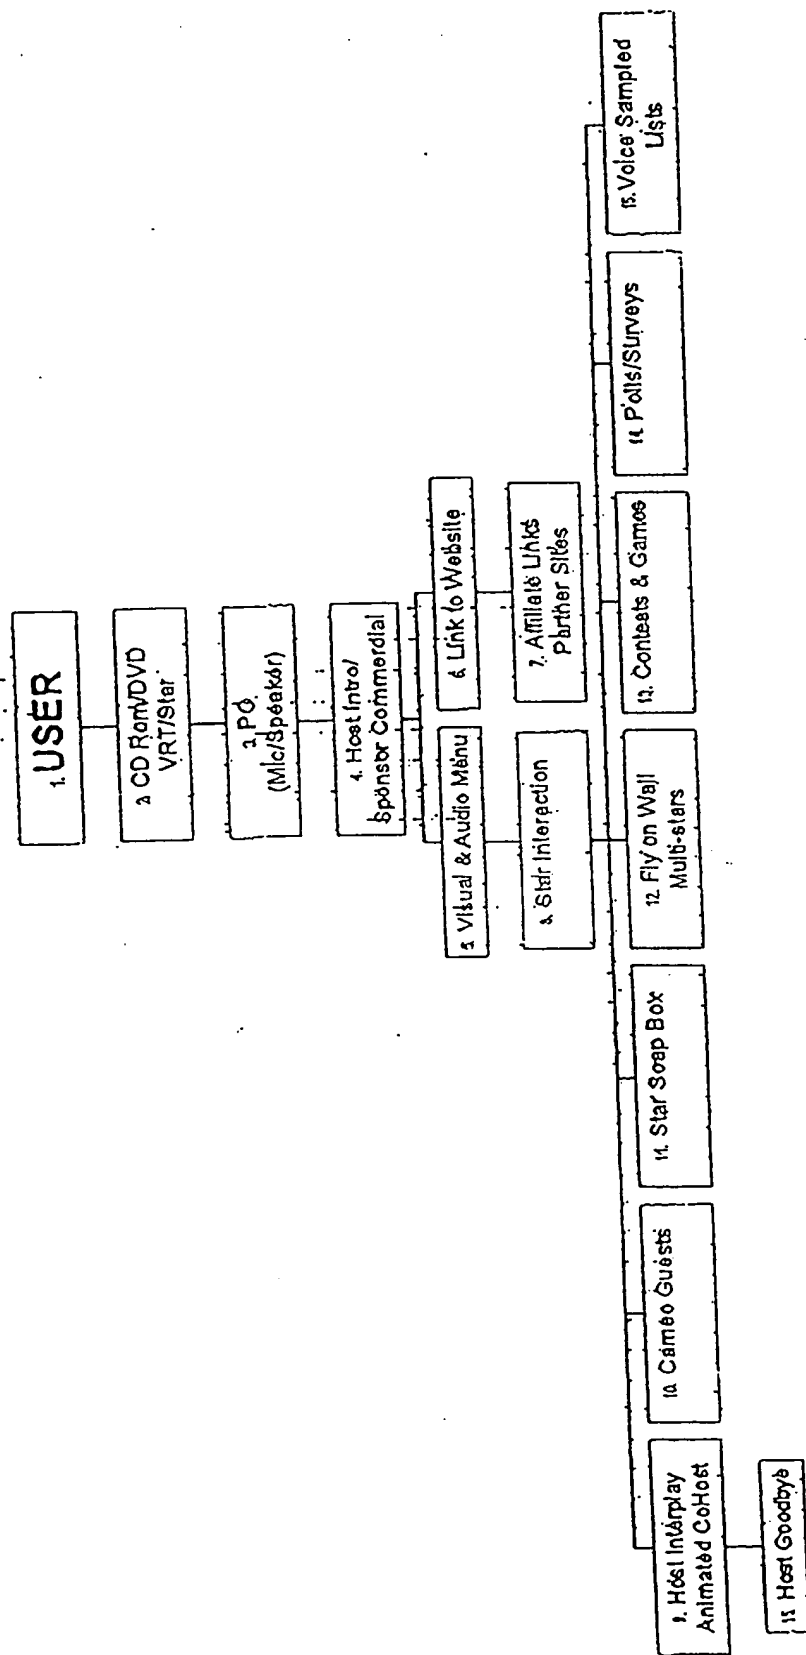 1. USER
2 CD Rom/DVD
VRT/Star
3. PC
(Mic/Speaker)
4. Host Intro/
Sponsor Commercial
5 Visual & Audio Menu
6. Link to Website
7. Affiliate Links
Partner Sites
8. Star Interaction
9. Host Interplay
Animated CoHost
10. Cameo Guests
11. Star Soap Box
12. Fly on Wall
Multi-stars
13. Contests & Games
14. Polls/Surveys
15. Voice Sampled
Lists
Host Goodbye